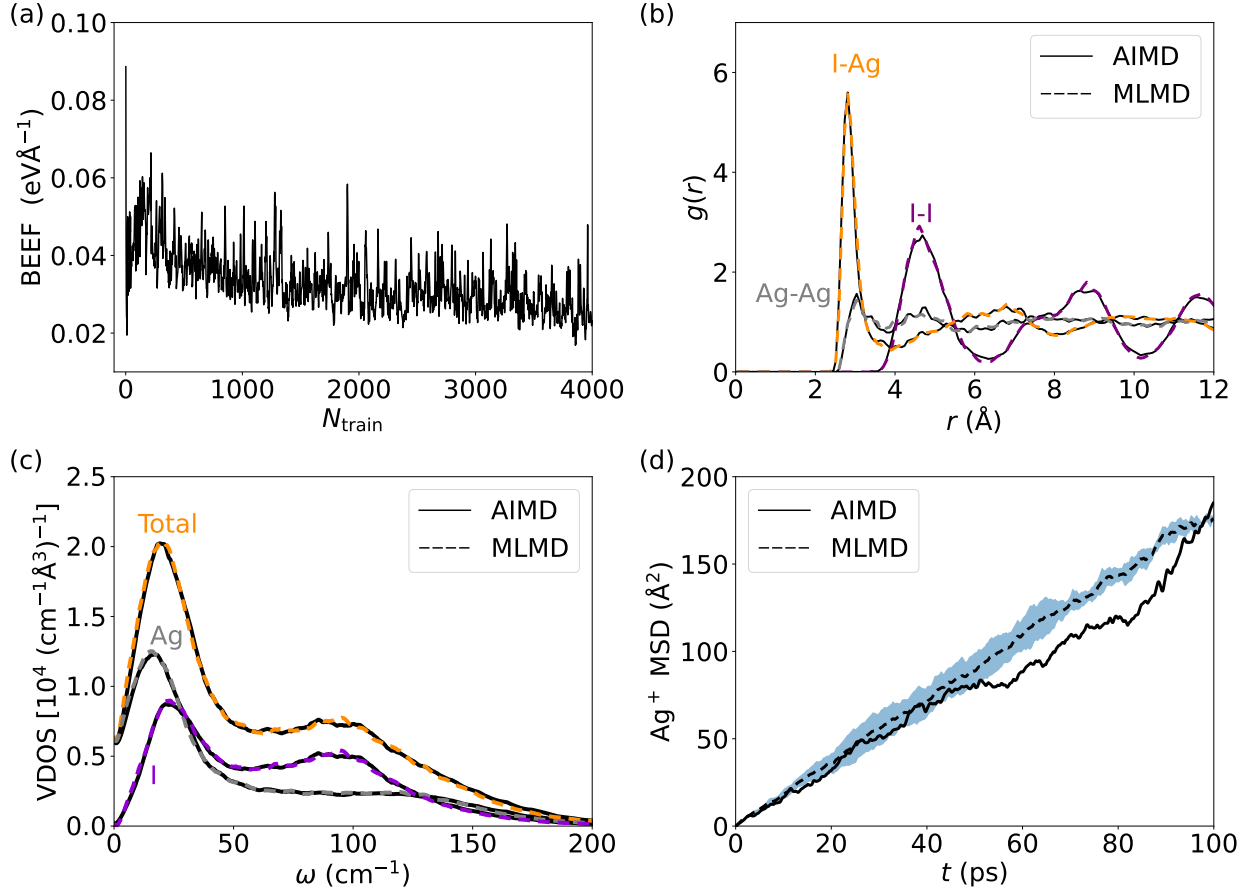 (a)
0.10
0.08
0.06
0.04
0.02
BEEF (eVÅ⁻¹)
0
1000
2000
3000
4000
N_train
(b)
6
4
2
0
g(r)
I-Ag
I-I
Ag-Ag
AIMD
MLMD
0
2
4
6
8
10
12
r (Å)
(c)
2.5
2.0
1.5
1.0
0.5
0.0
VDOS [10⁴ (cm⁻¹Å³)⁻¹]
Total
Ag
I
AIMD
MLMD
0
50
100
150
200
ω (cm⁻¹)
(d)
200
150
100
50
0
Ag⁺ MSD (Å²)
AIMD
MLMD
0
20
40
60
80
100
t (ps)